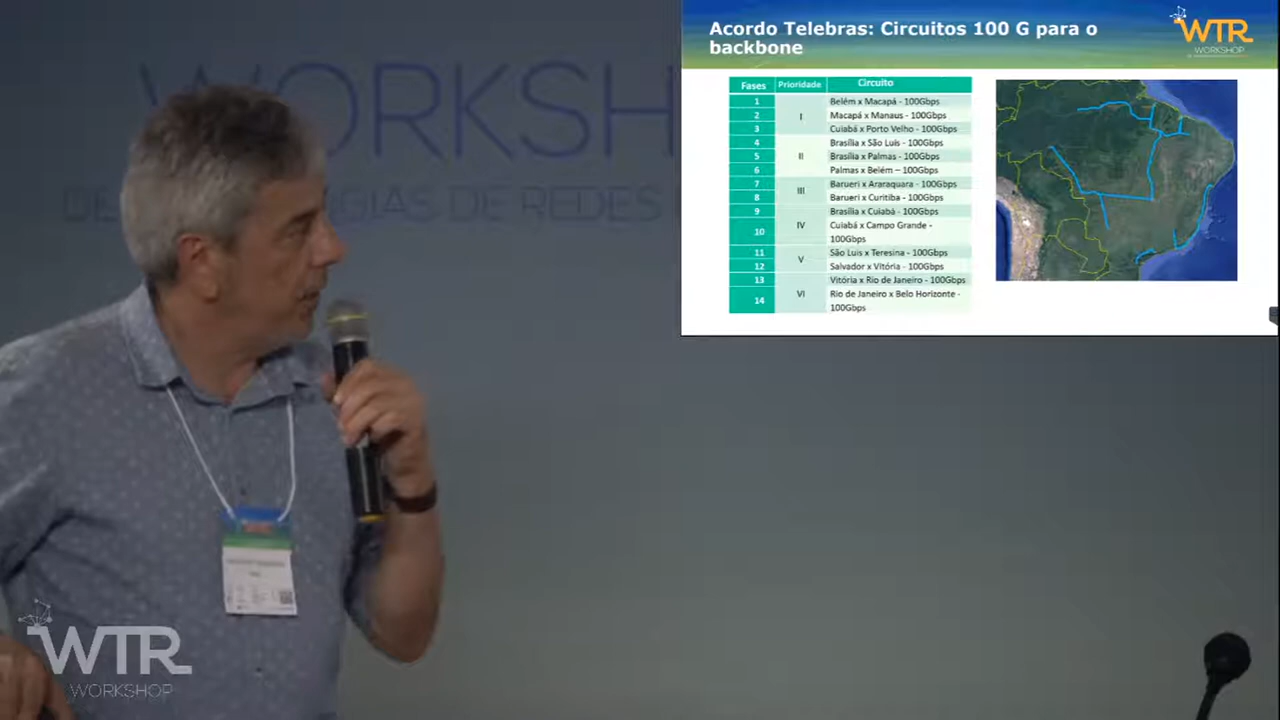 Acordo Telebras: Circuitos 100 G para o
backbone
WTR
WORKSHOP
Fases Prioridade Circuito
1 I Belém x Macapá - 100Gbps
2 Macapá x Manaus - 100Gbps
3 Cuiabá x Porto Velho - 100Gbps
4 II Brasília x São Luis - 100Gbps
5 Brasília x Palmas - 100Gbps
6 Palmas x Belém – 100Gbps
7 III Barueri x Araraquara - 100Gbps
8 Barueri x Curitiba - 100Gbps
9 IV Brasília x Cuiabá - 100Gbps
10 Cuiabá x Campo Grande -
100Gbps
11 V São Luis x Teresina - 100Gbps
12 Salvador x Vitória - 100Gbps
13 VI Vitória x Rio de Janeiro - 100Gbps
14 Rio de Janeiro x Belo Horizonte -
100Gbps
WORKSH
GIAS DE REDES
WTR
WORKSHOP